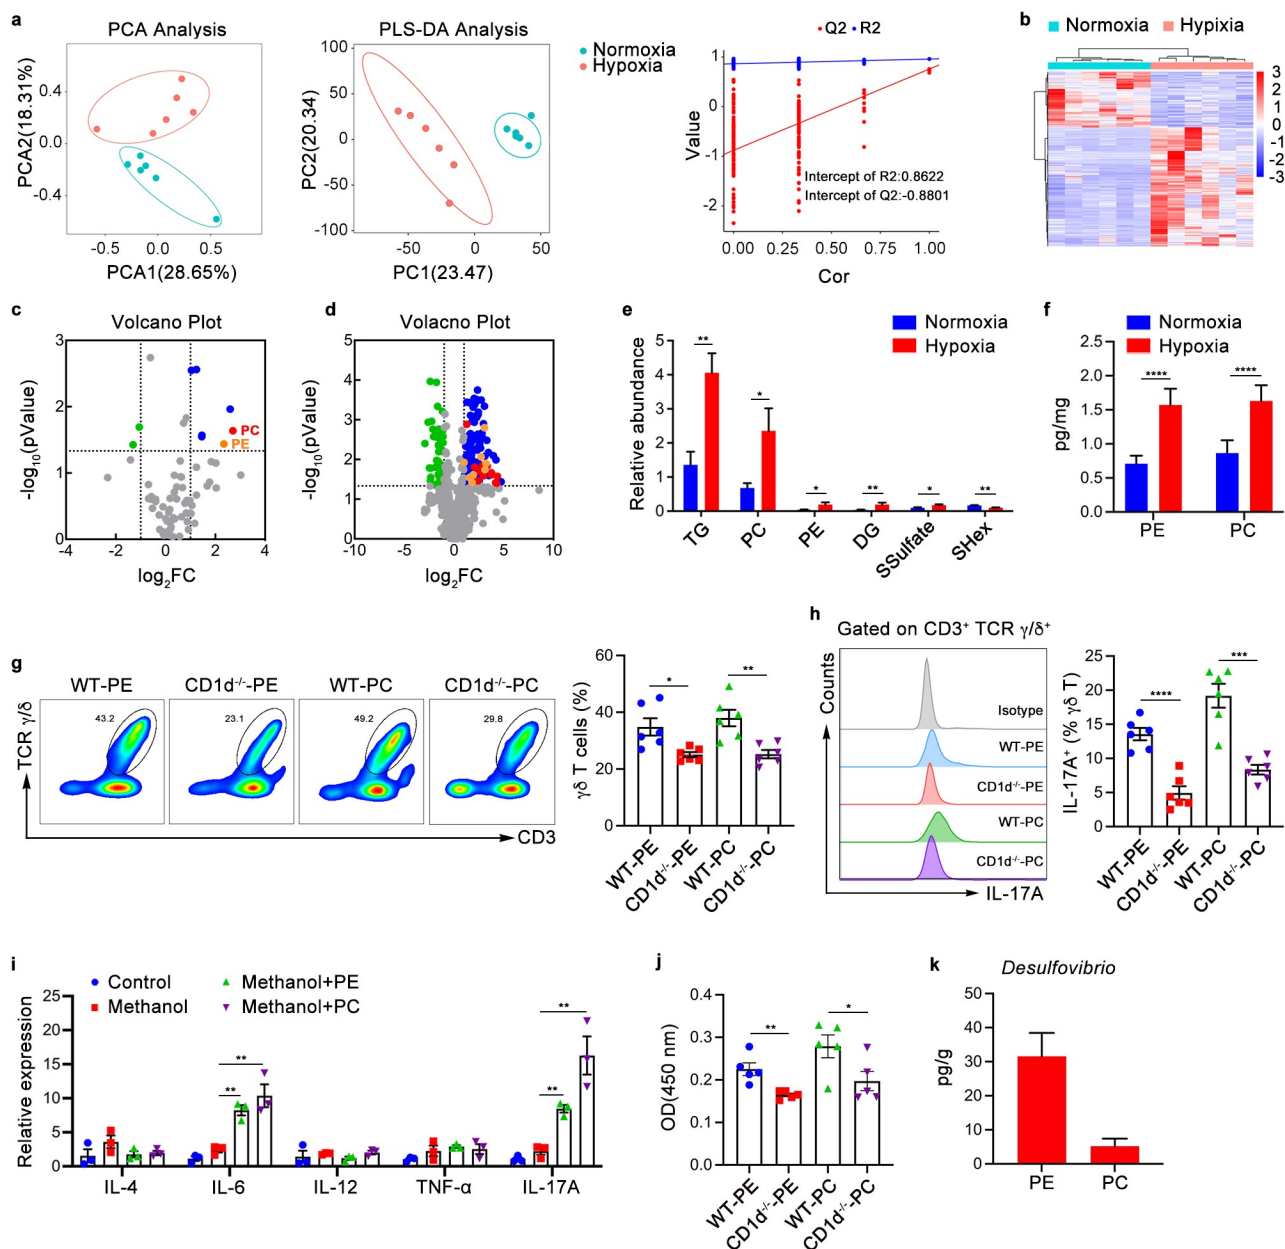 a
PCA Analysis
PCA2(18.31%)
0.4
0.0
-0.4
-0.5
0.0
0.5
PCA1(28.65%)
PLS-DA Analysis
PC2(20.34)
100
50
0
-50
-100
-50
0
50
PC1(23.47)
Normoxia
Hypoxia
Q2 R2
Value
1
0
-1
-2
Intercept of R2:0.8622
Intercept of Q2:-0.8801
0.00 0.25 0.50 0.75 1.00
Cor
b
Normoxia Hypixia
3
2
1
0
-1
-2
-3
c
Volcano Plot
-log10(pValue)
3
2
1
0
PC
PE
-4 -2 0 2 4
log2FC
d
Volacno Plot
-log10(pValue)
5
4
3
2
1
0
-10 -5 0 5 10
log2FC
e
Normoxia
Hypoxia
Relative abundance
5
4
3
2
1
0
** * * ** * **
TG PC PE DG SSulfate SHex
f
Normoxia
Hypoxia
pg/mg
2.5
2.0
1.5
1.0
0.5
0.0
**** ****
PE PC
g
WT-PE CD1d-/--PE WT-PC CD1d-/--PC
43.2 23.1 49.2 29.8
TCR γ/δ
CD3
γδ T cells (%)
60
40
20
0
* **
WT-PE CD1d-/--PE WT-PC CD1d-/--PC
h
Gated on CD3+ TCR γ/δ+
Counts
Isotype
WT-PE
CD1d-/--PE
WT-PC
CD1d-/--PC
IL-17A
IL-17A+ (% γδ T)
25
20
15
10
5
0
**** ***
WT-PE CD1d-/--PE WT-PC CD1d-/--PC
i
Control Methanol+PE
Methanol Methanol+PC
Relative expression
25
20
15
10
5
0
** ** ** **
IL-4 IL-6 IL-12 TNF-α IL-17A
j
OD(450 nm)
0.4
0.3
0.2
0.1
0.0
** *
WT-PE CD1d-/--PE WT-PC CD1d-/--PC
k
Desulfovibrio
pg/g
50
40
30
20
10
0
PE PC